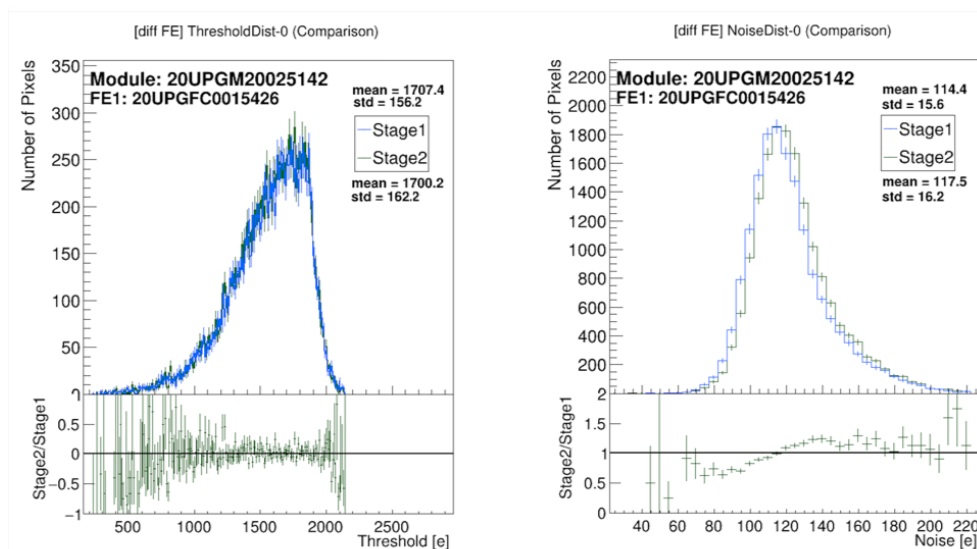 [diff FE] ThresholdDist-0 (Comparison)
Number of Pixels
350
300
250
200
150
100
50
0
Module: 20UPGM20025142
FE1: 20UPGFC0015426
mean = 1707.4
std = 156.2
Stage1
Stage2
mean = 1700.2
std = 162.2
Stage2/Stage1
1
0.5
0
−0.5
−1
500 1000 1500 2000 2500
Threshold [e]
[diff FE] NoiseDist-0 (Comparison)
Number of Pixels
2200
2000
1800
1600
1400
1200
1000
800
600
400
200
Module: 20UPGM20025142
FE1: 20UPGFC0015426
mean = 114.4
std = 15.6
Stage1
Stage2
mean = 117.5
std = 16.2
Stage2/Stage1
2
1.5
1
0.5
0
40 60 80 100 120 140 160 180 200 220
Noise [e]